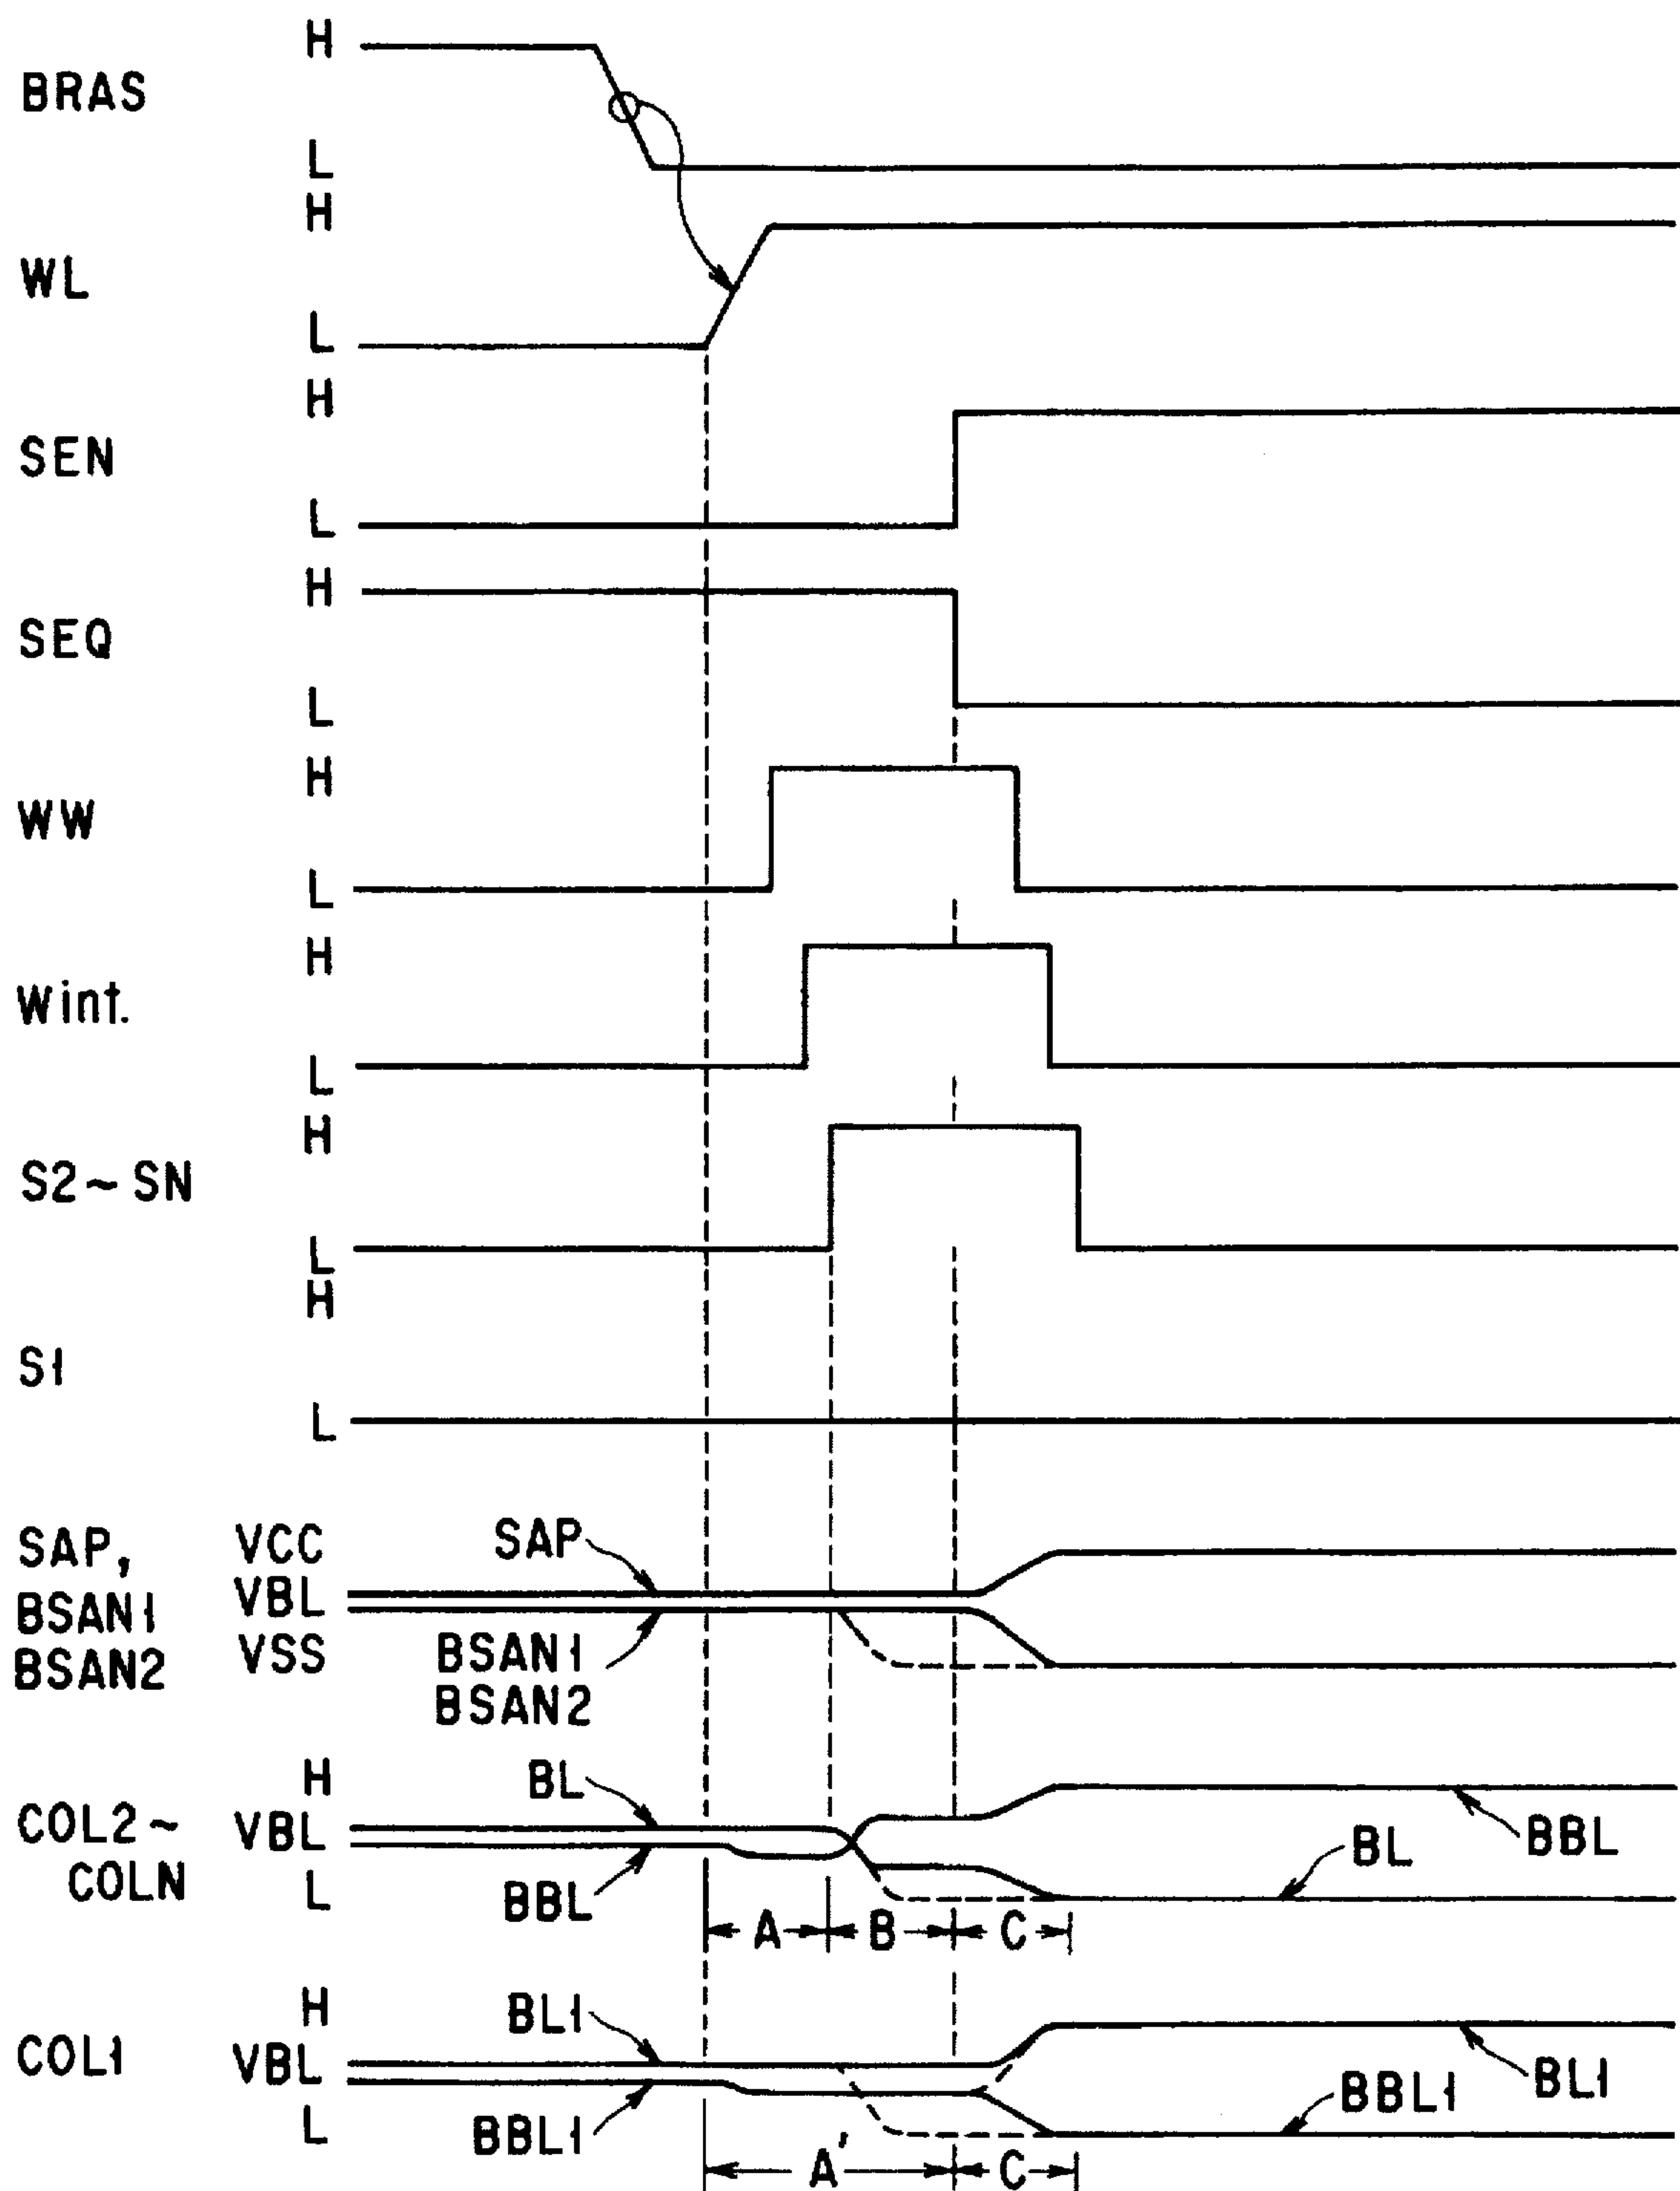 BRAS H
L
WL H
L
SEN H
L
SEQ H
L
WW H
L
Wint. H
L
S2~SN H
L
S1 H
L
SAP, VCC SAP
BSAN1 VBL
BSAN2 VSS BSAN1
BSAN2
H BL
COL2~ VBL BL BBL
COLN L BBL
A B C
H BL1
COL1 VBL BBL1 BL1
L BBL1
A' C